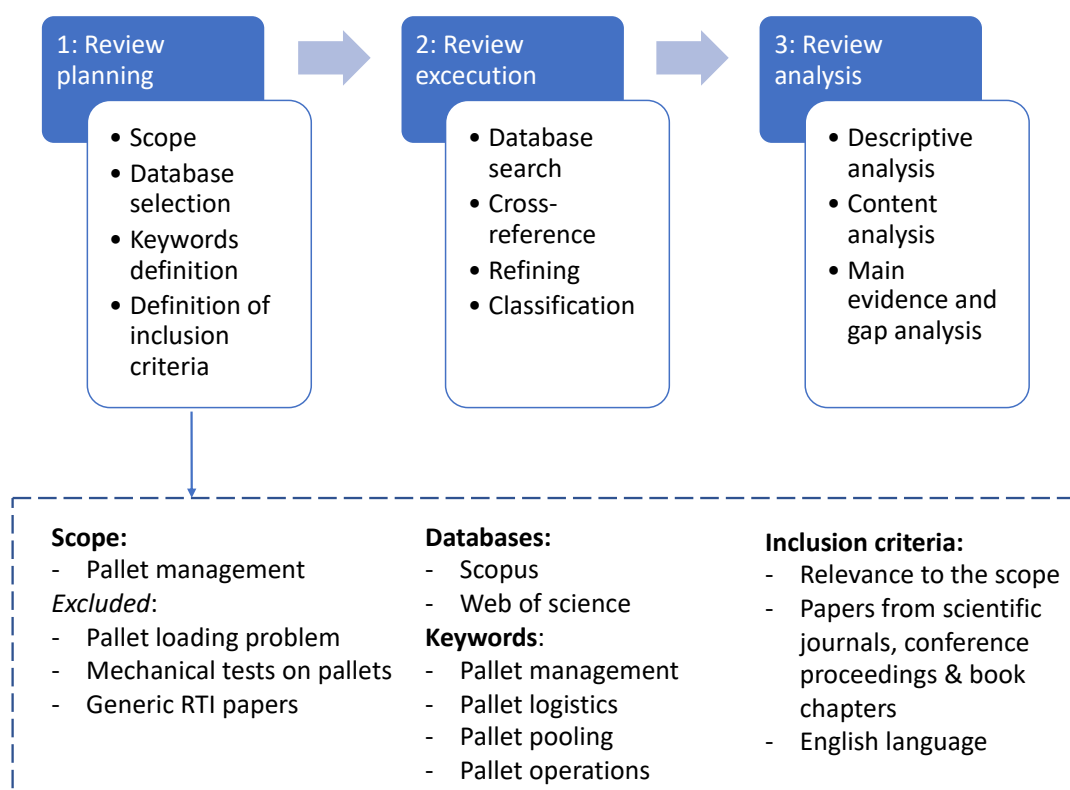 1: Review
planning
• Scope
• Database
selection
• Keywords
definition
• Definition of
inclusion
criteria
2: Review
excecution
• Database
search
• Cross-
reference
• Refining
• Classification
3: Review
analysis
• Descriptive
analysis
• Content
analysis
• Main
evidence and
gap analysis
Scope:
- Pallet management
Excluded:
- Pallet loading problem
- Mechanical tests on pallets
- Generic RTI papers
Databases:
- Scopus
- Web of science
Keywords:
- Pallet management
- Pallet logistics
- Pallet pooling
- Pallet operations
Inclusion criteria:
- Relevance to the scope
- Papers from scientific
journals, conference
proceedings & book
chapters
- English language